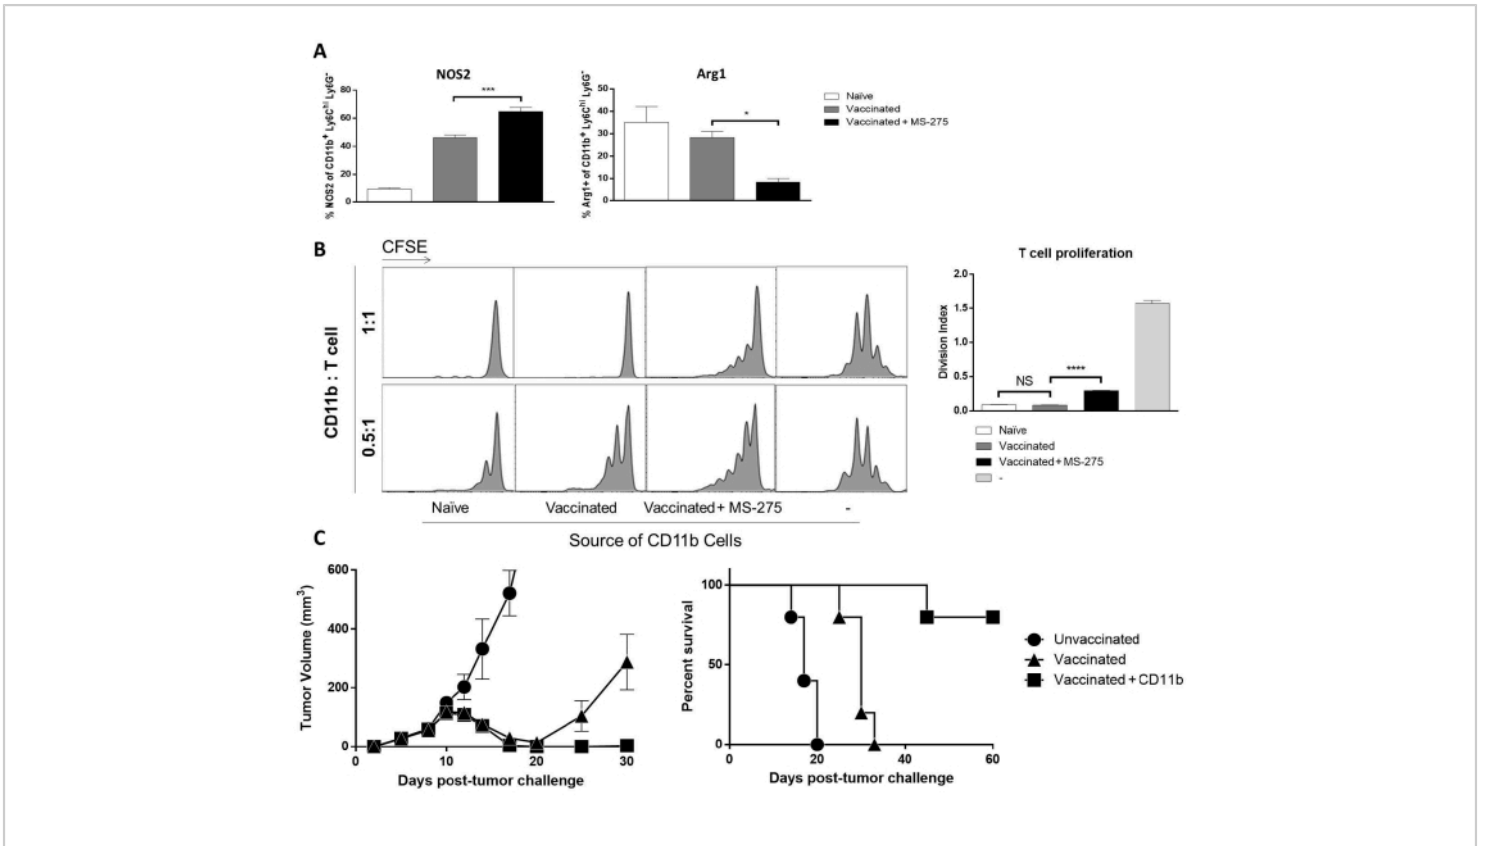 A
NOS2
% NOS2 of CD11b+ Ly6Chi Ly6G-
80
60
40
20
0
***
Arg1
% Arg1+ of CD11b+ Ly6Chi Ly6G-
50
40
30
20
10
0
*
Naïve
Vaccinated
Vaccinated + MS-275
B
CFSE
CD11b : T cell
1:1
0.5:1
Naïve
Vaccinated
Vaccinated + MS-275
-
Source of CD11b Cells
T cell proliferation
Division Index
2.0
1.5
1.0
0.5
0.0
NS
****
Naïve
Vaccinated
Vaccinated + MS-275
-
C
Tumor Volume (mm3)
600
400
200
0
0
10
20
30
Days post-tumor challenge
Percent survival
100
50
0
0
20
40
60
Days post-tumor challenge
Unvaccinated
Vaccinated
Vaccinated + CD11b